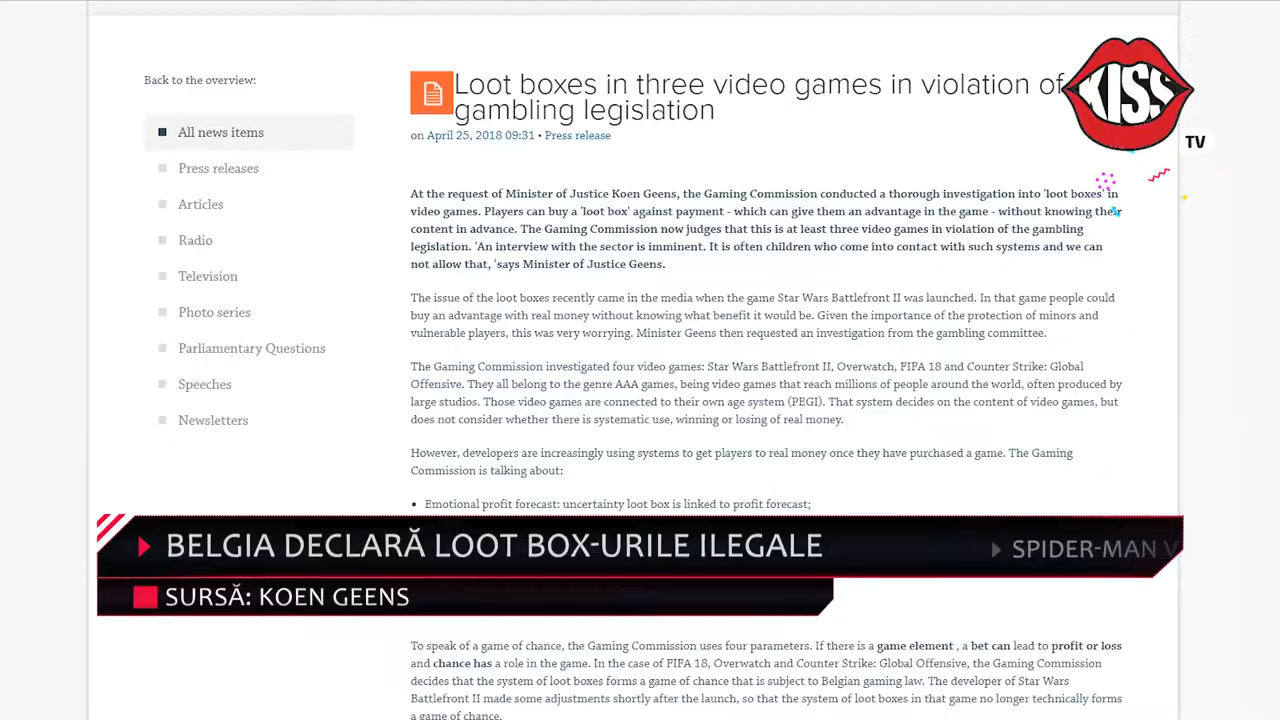 Back to the overview:
All news items
Press releases
Articles
Radio
Television
Photo series
Parliamentary Questions
Speeches
Newsletters
Loot boxes in three video games in violation of
gambling legislation
on April 25, 2018 09:31 • Press release
At the request of Minister of Justice Koen Geens, the Gaming Commission conducted a thorough investigation into 'loot boxes' in
video games. Players can buy a 'loot box' against payment - which can give them an advantage in the game - without knowing their
content in advance. The Gaming Commission now judges that this is at least three video games in violation of the gambling
legislation. 'An interview with the sector is imminent. It is often children who come into contact with such systems and we can
not allow that, 'says Minister of Justice Geens.
The issue of the loot boxes recently came in the media when the game Star Wars Battlefront II was launched. In that game people could
buy an advantage with real money without knowing what benefit it would be. Given the importance of the protection of minors and
vulnerable players, this was very worrying. Minister Geens then requested an investigation from the gambling committee.
The Gaming Commission investigated four video games: Star Wars Battlefront II, Overwatch, FIFA 18 and Counter Strike: Global
Offensive. They all belong to the genre AAA games, being video games that reach millions of people around the world, often produced by
large studios. Those video games are connected to their own age system (PEGI). That system decides on the content of video games, but
does not consider whether there is systematic use, winning or losing of real money.
However, developers are increasingly using systems to get players to real money once they have purchased a game. The Gaming
Commission is talking about:
• Emotional profit forecast: uncertainty loot box is linked to profit forecast;
BELGIA DECLARĂ LOOT BOX-URILE ILEGALE
SPIDER-MAN V
SURSĂ: KOEN GEENS
To speak of a game of chance, the Gaming Commission uses four parameters. If there is a game element , a bet can lead to profit or loss
and chance has a role in the game. In the case of FIFA 18, Overwatch and Counter Strike: Global Offensive, the Gaming Commission
decides that the system of loot boxes forms a game of chance that is subject to Belgian gaming law. The developer of Star Wars
Battlefront II made some adjustments shortly after the launch, so that the system of loot boxes in that game no longer technically forms
a game of chance.
KISS
TV